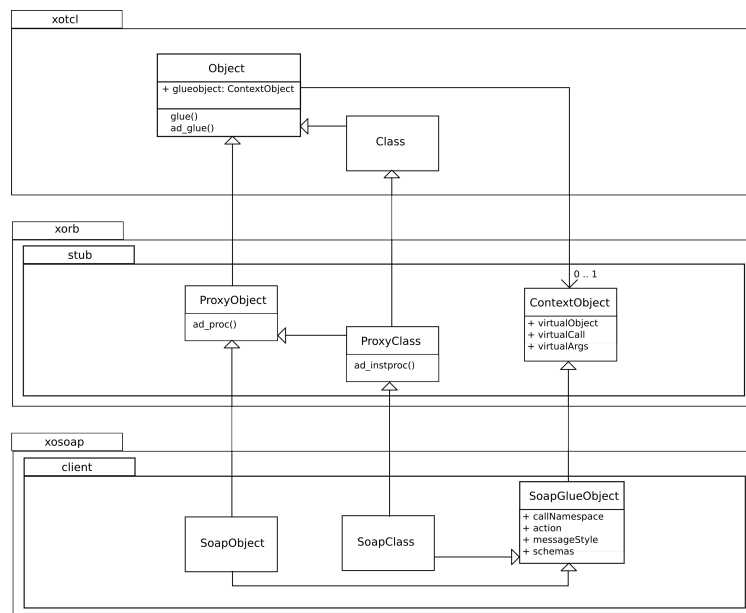 xotcl
Object
+ glueobject: ContextObject
glue()
ad_glue()
Class
xorb
stub
0 .. 1
ProxyObject
ad_proc()
ContextObject
+ virtualObject
+ virtualCall
+ virtualArgs
ProxyClass
ad_instproc()
xosoap
client
SoapGlueObject
+ callNamespace
+ action
+ messageStyle
+ schemas
SoapObject
SoapClass